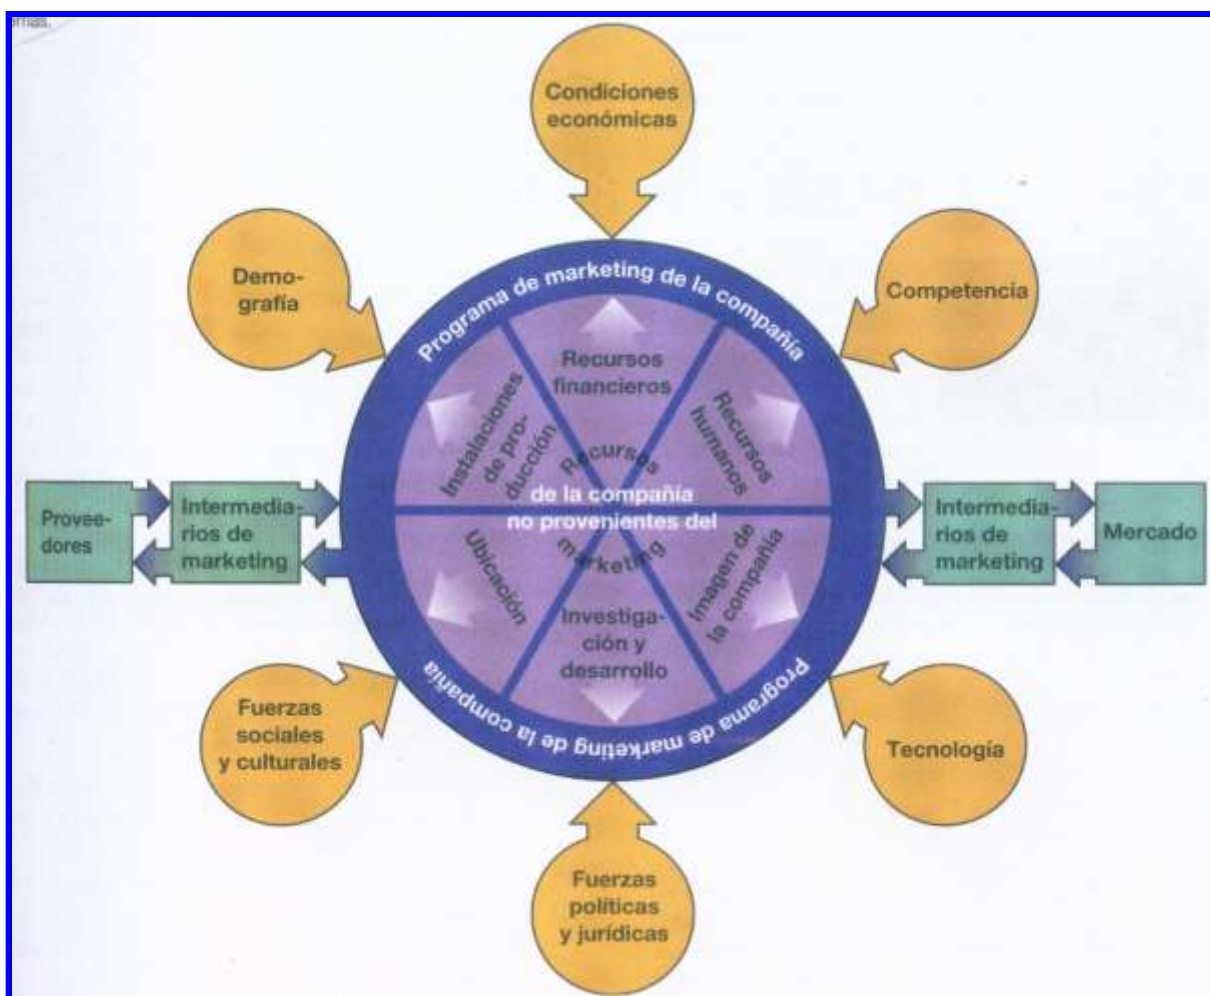 ernas.
Condiciones
económicas
Demo-
grafía
Competencia
Programa de marketing de la compañía
Recursos
financieros
Instalaciones
de pro-
ducción
Recursos
humanos
Recursos
de la compañía
no provenientes del
marketing
Provee-
dores
Intermedia-
rios de
marketing
Intermedia-
rios de
marketing
Mercado
Ubicación
Imagen de
la compañía
Investiga-
ción y
desarrollo
Programa de marketing de la compañía
Fuerzas
sociales
y culturales
Tecnología
Fuerzas
políticas
y jurídicas